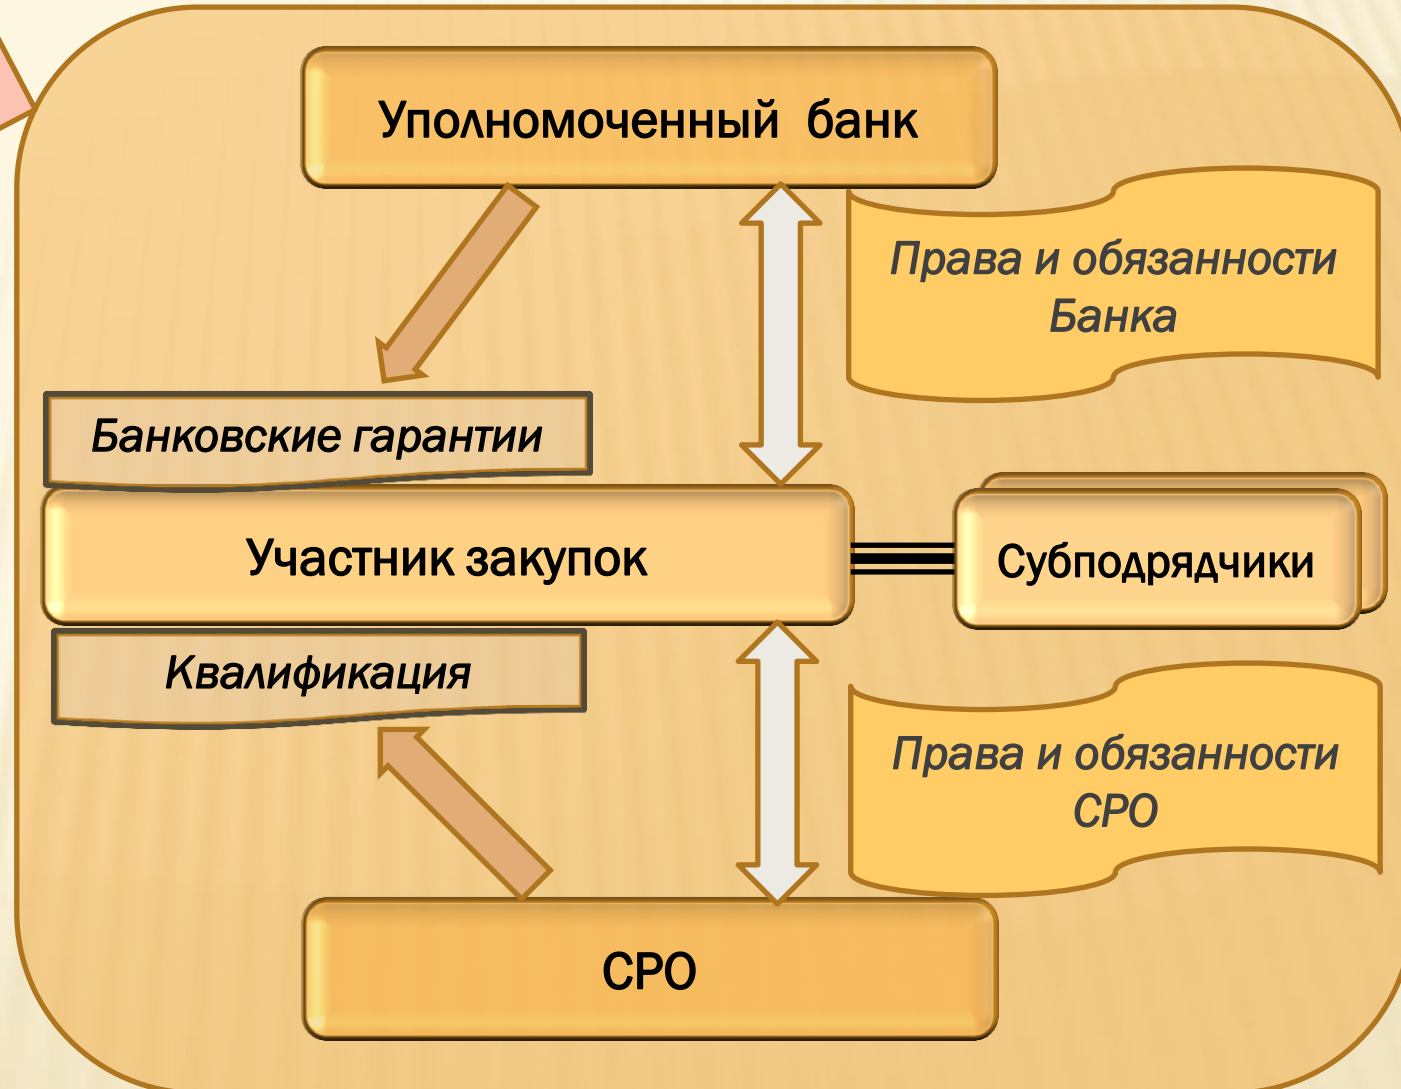 Уполномоченный банк
Права и обязанности
Банка
Банковские гарантии
Участник закупок
Субподрядчики
Квалификация
Права и обязанности
СРО
СРО